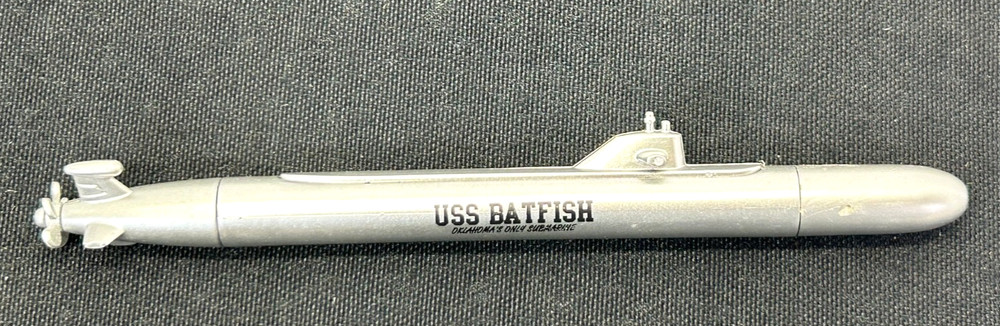 USS BATFISH
OKLAHOMA'S ONLY SUBMARINE